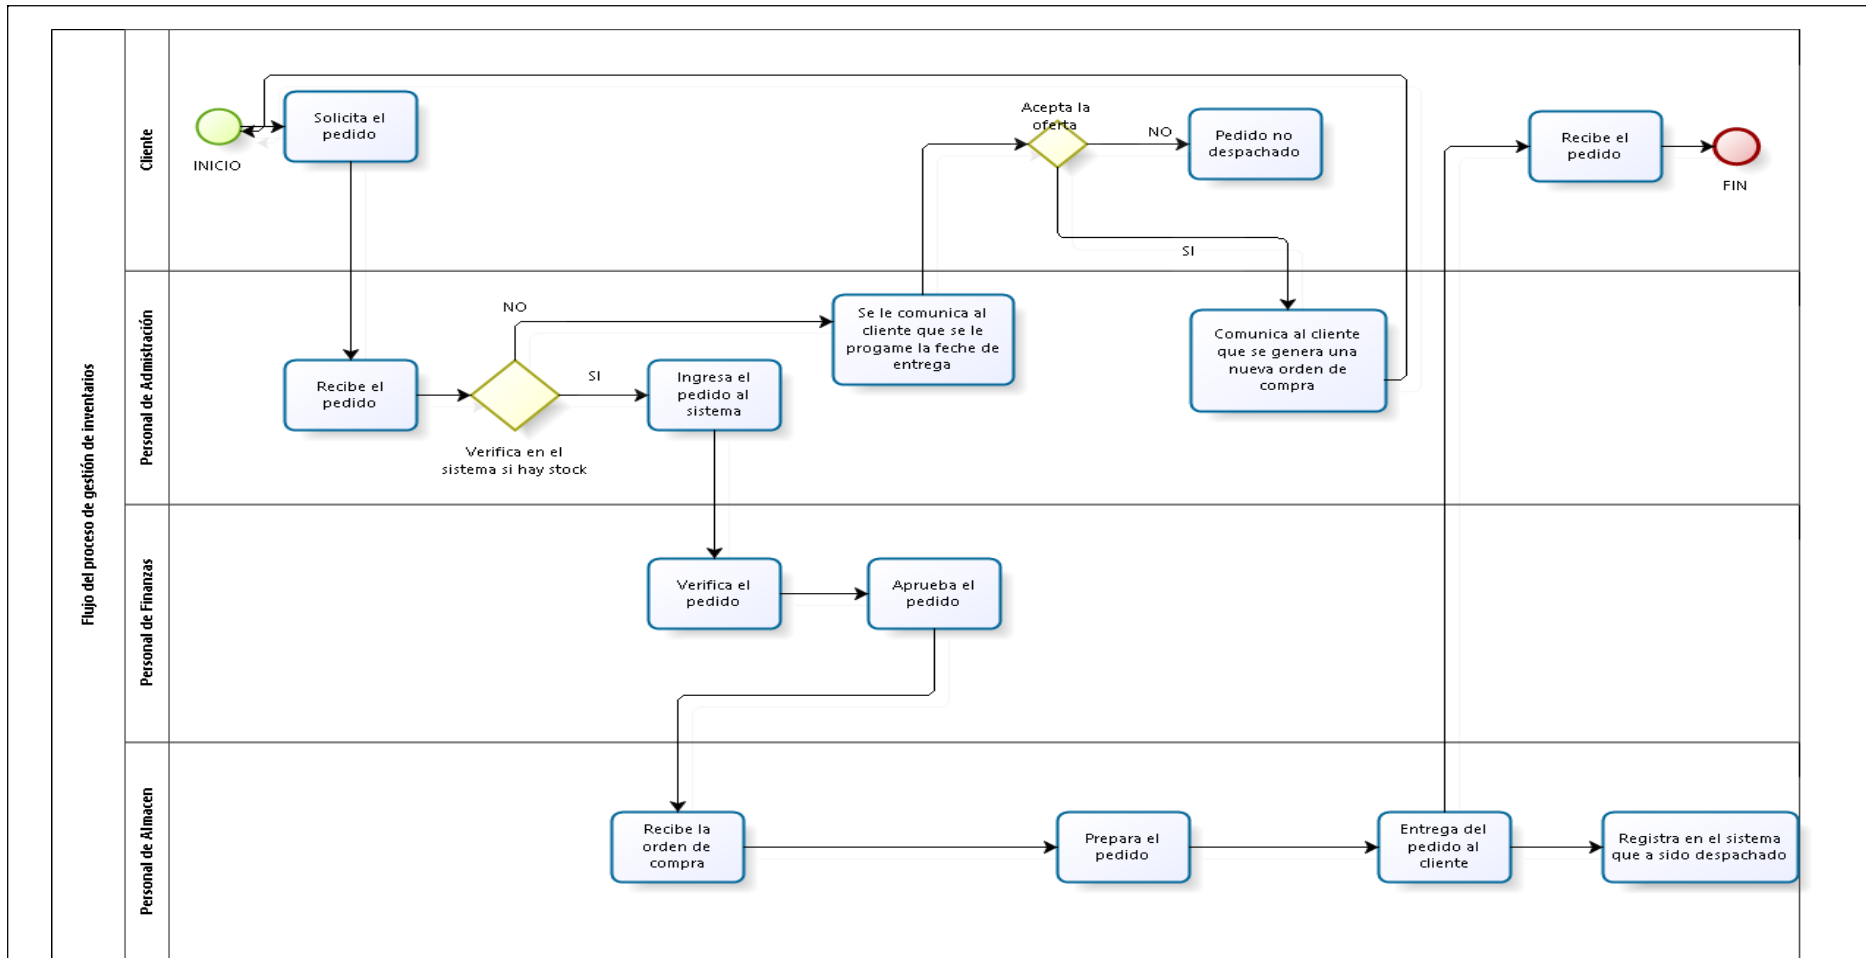 Flujo del proceso de gestión de inventarios
Cliente
INICIO
Solicita el
pedido
Acepta la
oferta
NO
Pedido no
despachado
SI
Recibe el
pedido
FIN
Personal de Administración
Recibe el
pedido
NO
SI
Verifica en el
sistema si hay stock
Ingresa el
pedido al
sistema
Se le comunica al
cliente que se le
progame la feche de
entrega
Comunica al cliente
que se genera una
nueva orden de
compra
Personal de Finanzas
Verifica el
pedido
Aprueba el
pedido
Personal de Almacen
Recibe la
orden de
compra
Prepara el
pedido
Entrega del
pedido al
cliente
Registra en el sistema
que a sido despachado